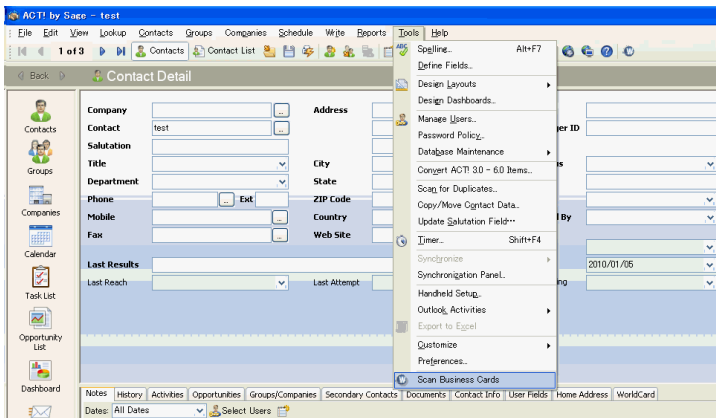 ACT! by Sage - test
File Edit View Lookup Contacts Groups Companies Schedule Write Reports Tools Help
1 of 3 Contacts Contact List
Back Contact Detail
Contacts
Groups
Companies
Calendar
Task List
Opportunity List
Dashboard
Company
Contact test
Salutation
Title
Department
Phone Ext
Mobile
Fax
Last Results
Last Reach
Address
City
State
ZIP Code
Country
Web Site
Last Attempt
Spelling... Alt+F7
Define Fields...
Design Layouts
Design Dashboards...
Manage Users...
Password Policy...
Database Maintenance
Convert ACT! 3.0 - 6.0 Items...
Scan for Duplicates...
Copy/Move Contact Data...
Update Salutation Field…
Timer... Shift+F4
Synchronize
Synchronization Panel...
Handheld Setup...
Outlook Activities
Export to Excel
Customize
Preferences...
Scan Business Cards
er ID
s
l By
2010/01/05
ing
Notes History Activities Opportunities Groups/Companies Secondary Contacts Documents Contact Info User Fields Home Address WorldCard
Dates: All Dates Select Users